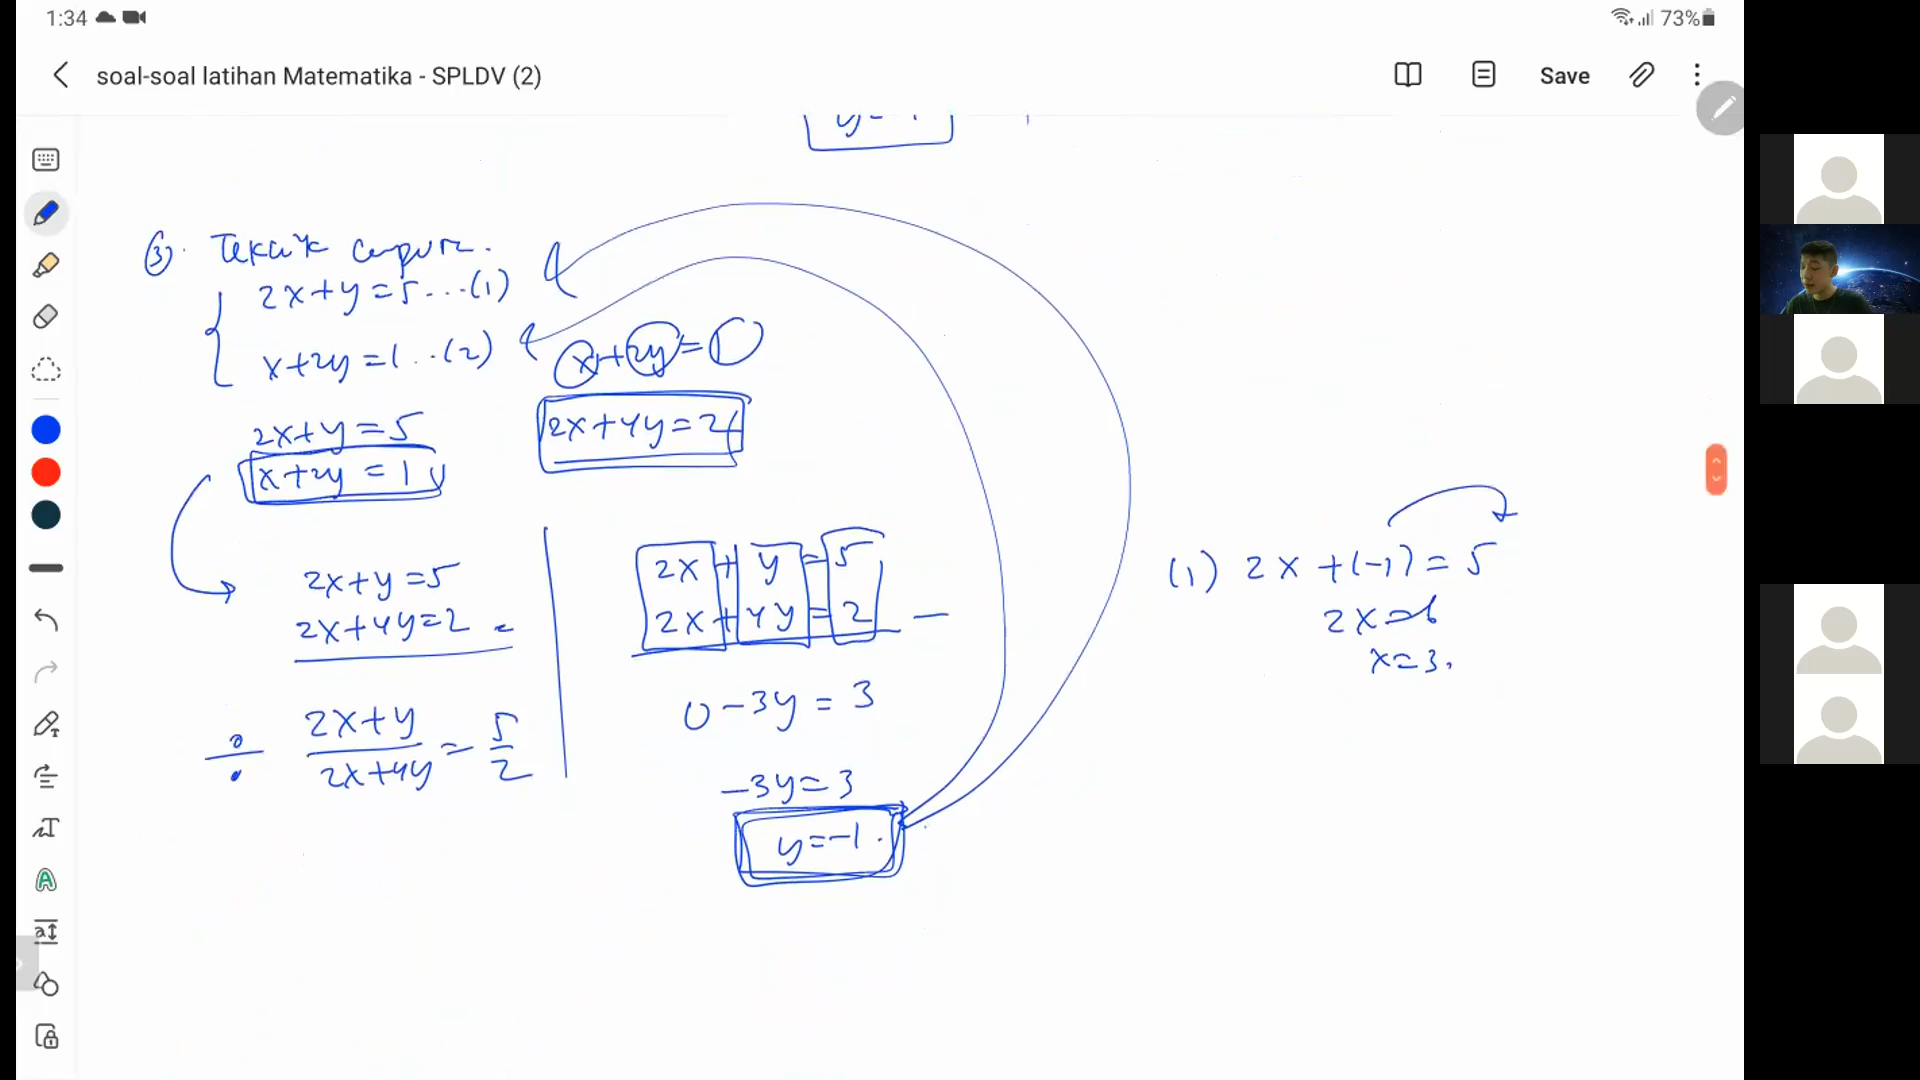 1:34
73%
soal-soal latihan Matematika - SPLDV (2)
Save
y=-1
③. Teknik campuran.
2x+y=5...(1)
x+2y=1...(2)
x+2y=1
2x+4y=2
2x+y=5
x+2y=1
2x+y=5
2x+4y=2 -
÷ (2x+y)/(2x+4y) = 5/2
2x+y=5
2x+4y=2 -
0-3y=3
-3y=3
y=-1.
(1) 2x+(-1)=5
2x=6
x=3.